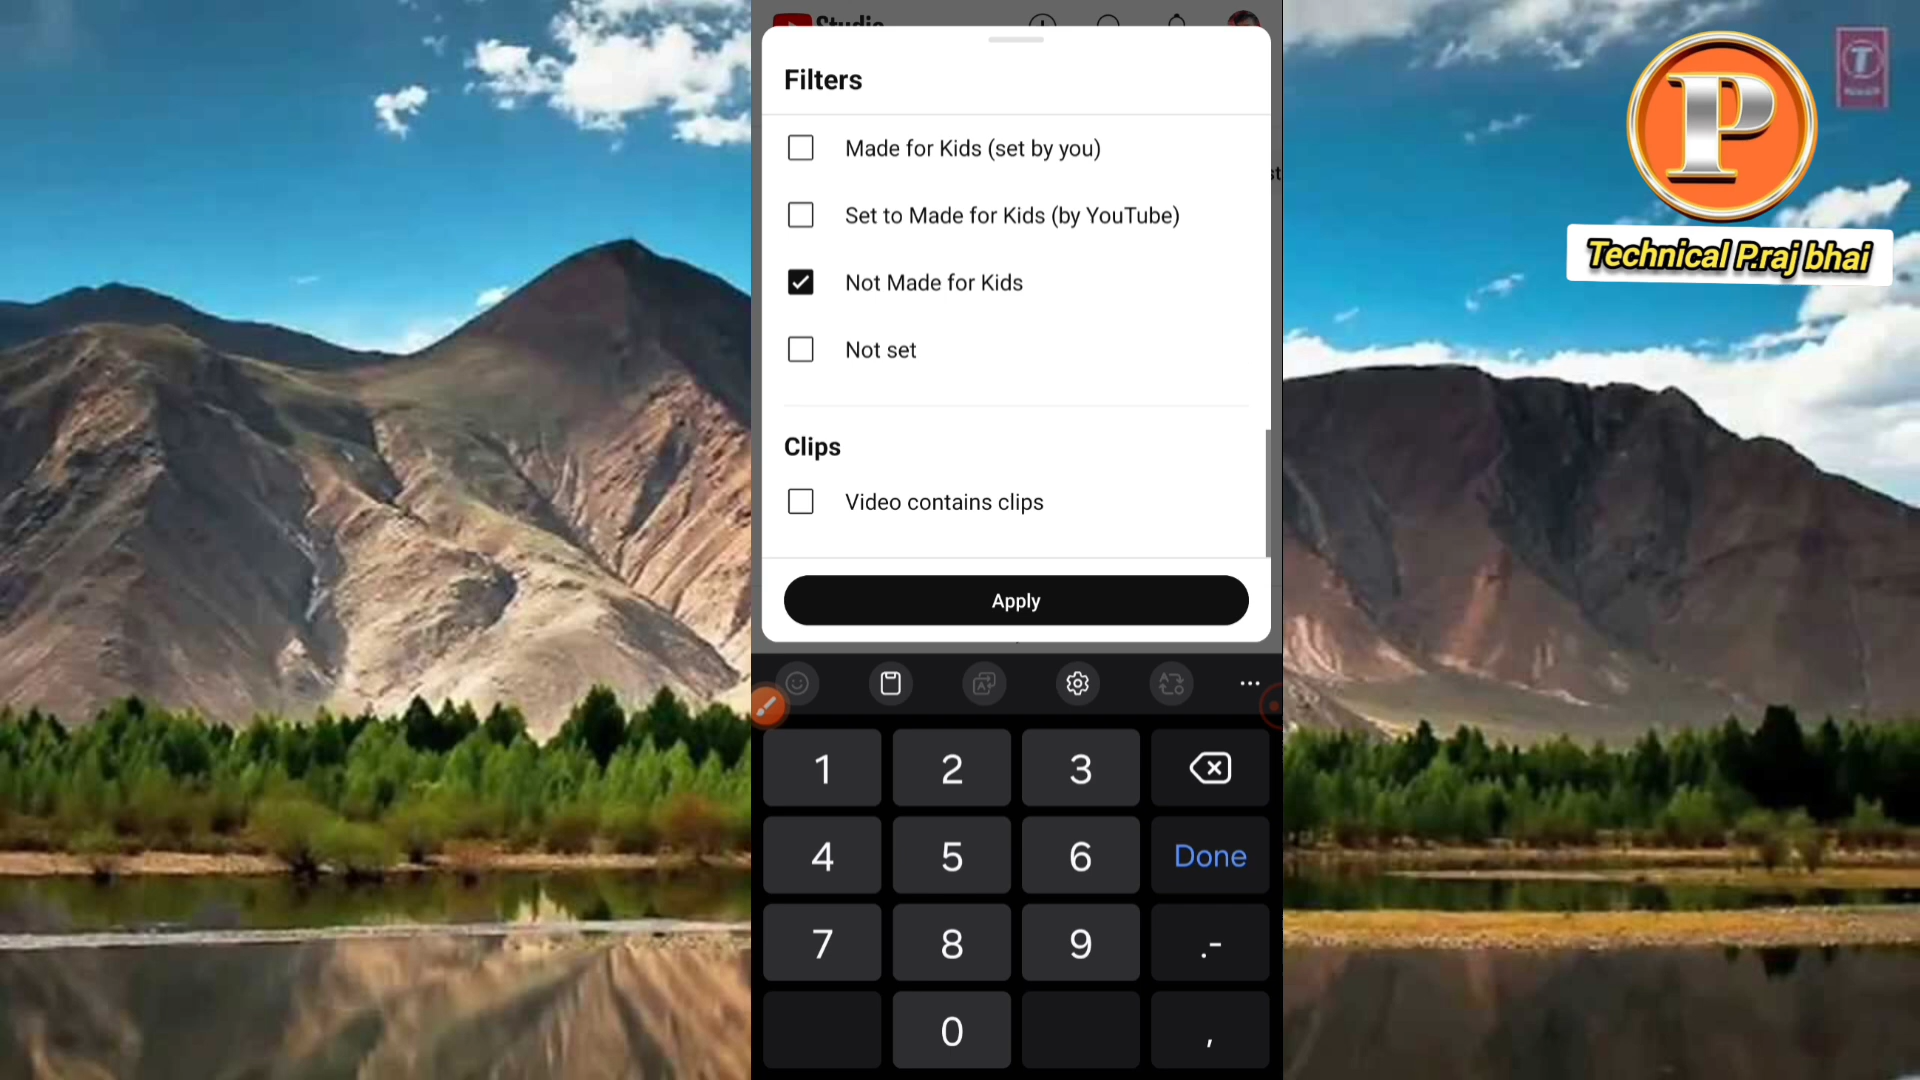 Studio
Filters
Made for Kids (set by you)
Set to Made for Kids (by YouTube)
Not Made for Kids
Not set
Clips
Video contains clips
Apply
1 2 3
4 5 6 Done
7 8 9 .-
0 ,
P
Technical P.raj bhai
T